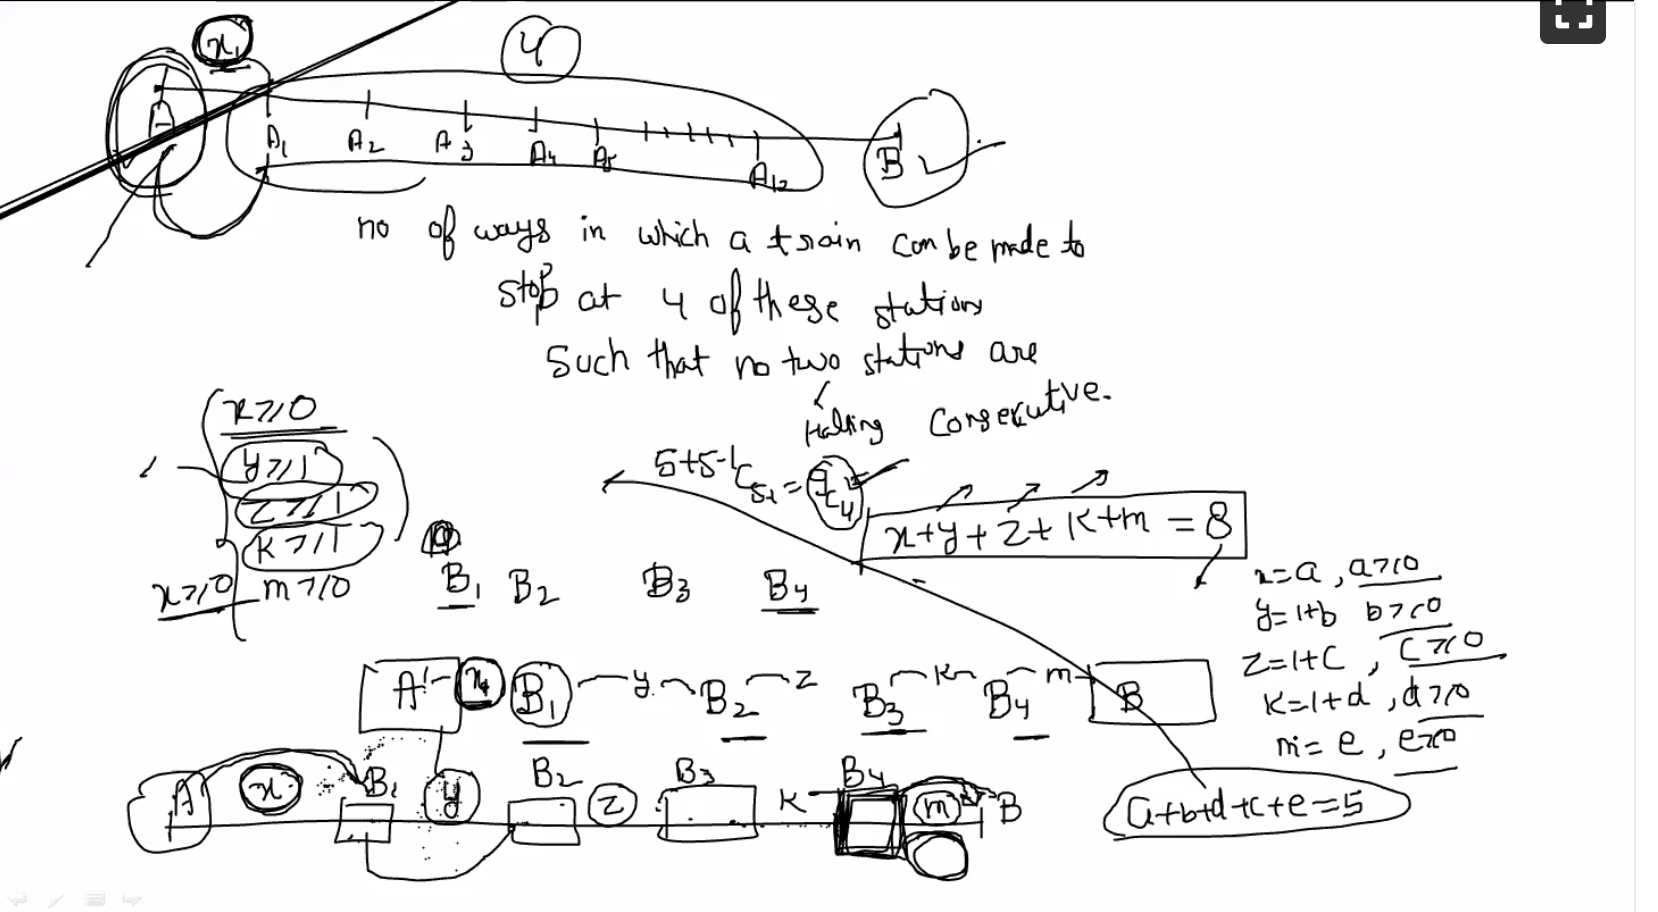 x₁
4
A
A₁ A₂ A₃ A₄ A₅ A₁₂ B
no of ways in which a train can be made to
stop at 4 of these stations
Such that no two stations are
Halting consecutive.
x≥0
y≥1
z≥1
k≥1
x≥0 m≥0
5+5-1C5-1 = 9C4
x+y+z+k+m = 8
B₁ B₂ B₃ B₄
x=a, a≥0
y=1+b b≥0
z=1+c, c≥0
k=1+d, d≥0
m=e, e≥0
A x B₁ y B₂ z B₃ k B₄ m B
A x B₁ y B₂ z B₃ k B₄ m B
a+b+d+c+e=5